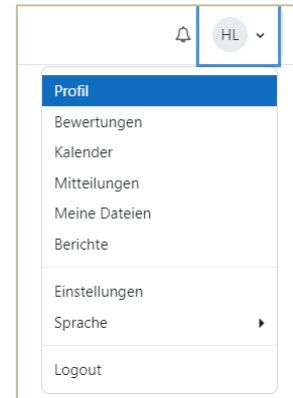 HL
Profil
Bewertungen
Kalender
Mitteilungen
Meine Dateien
Berichte
Einstellungen
Sprache
Logout